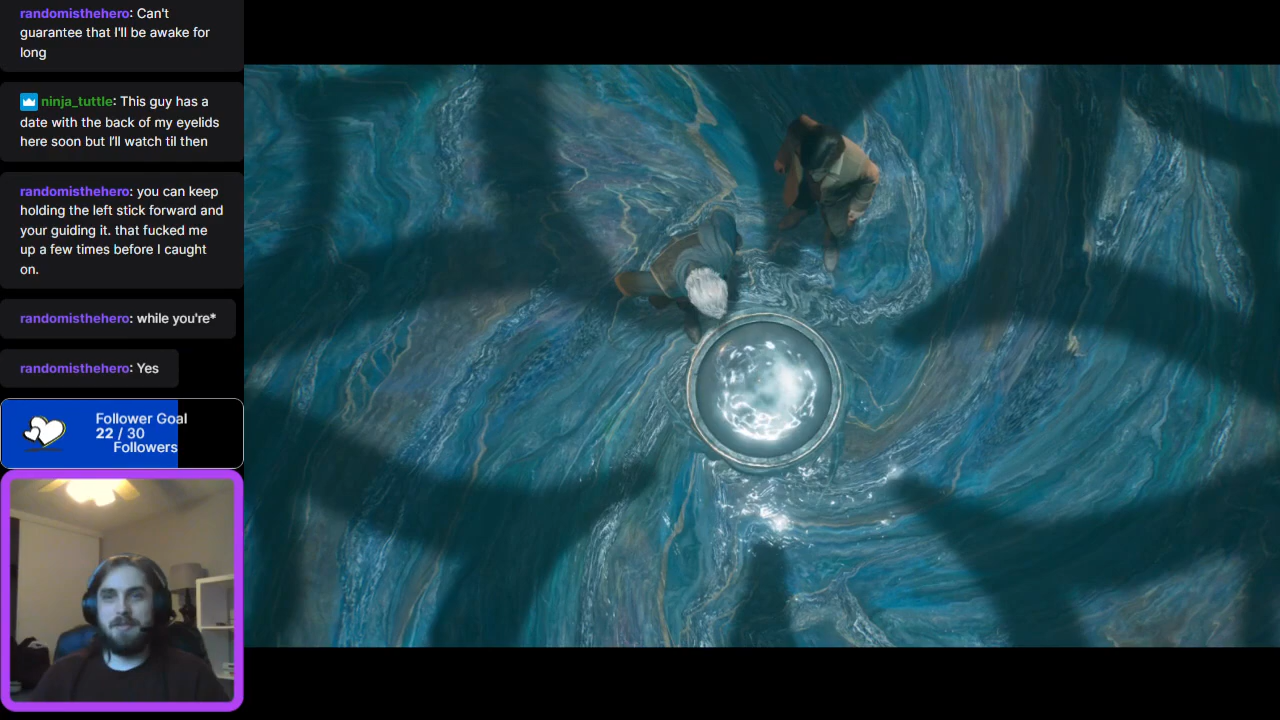 randomisthehero: Can't
guarantee that I'll be awake for
long
ninja_tuttle: This guy has a
date with the back of my eyelids
here soon but I'll watch til then
randomisthehero: you can keep
holding the left stick forward and
your guiding it. that fucked me
up a few times before I caught
on.
randomisthehero: while you're*
randomisthehero: Yes
Follower Goal
22 / 30
Followers